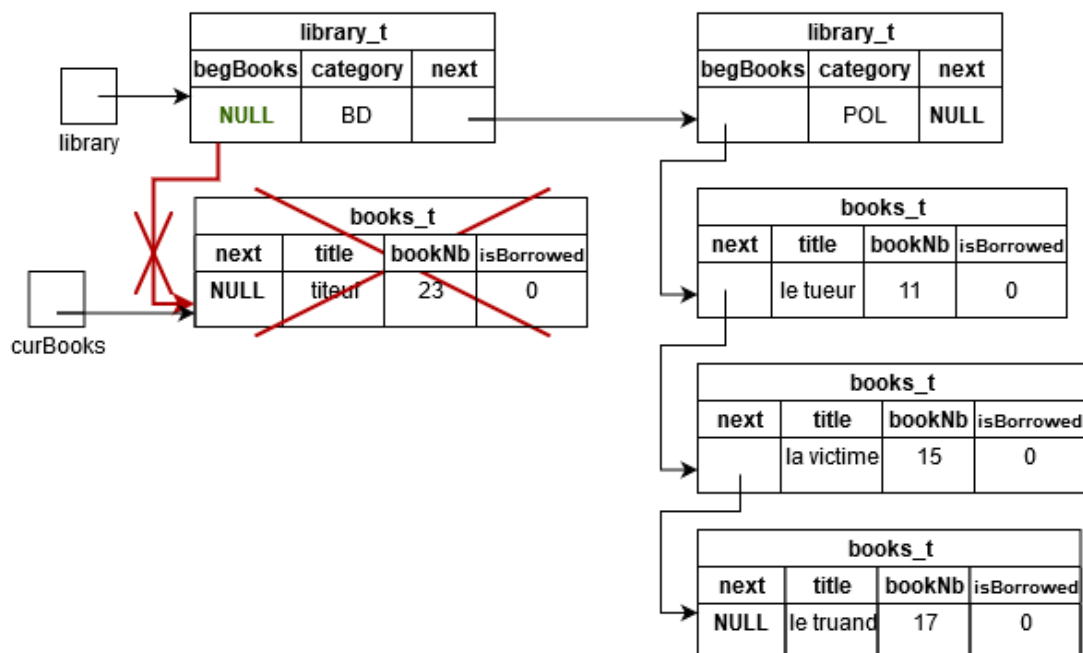 library_t
begBooks category next
NULL BD
library
library_t
begBooks category next
POL NULL
books_t
next title bookNb isBorrowed
NULL titeuf 23 0
curBooks
books_t
next title bookNb isBorrowed
le tueur 11 0
books_t
next title bookNb isBorrowed
la victime 15 0
books_t
next title bookNb isBorrowed
NULL le truand 17 0